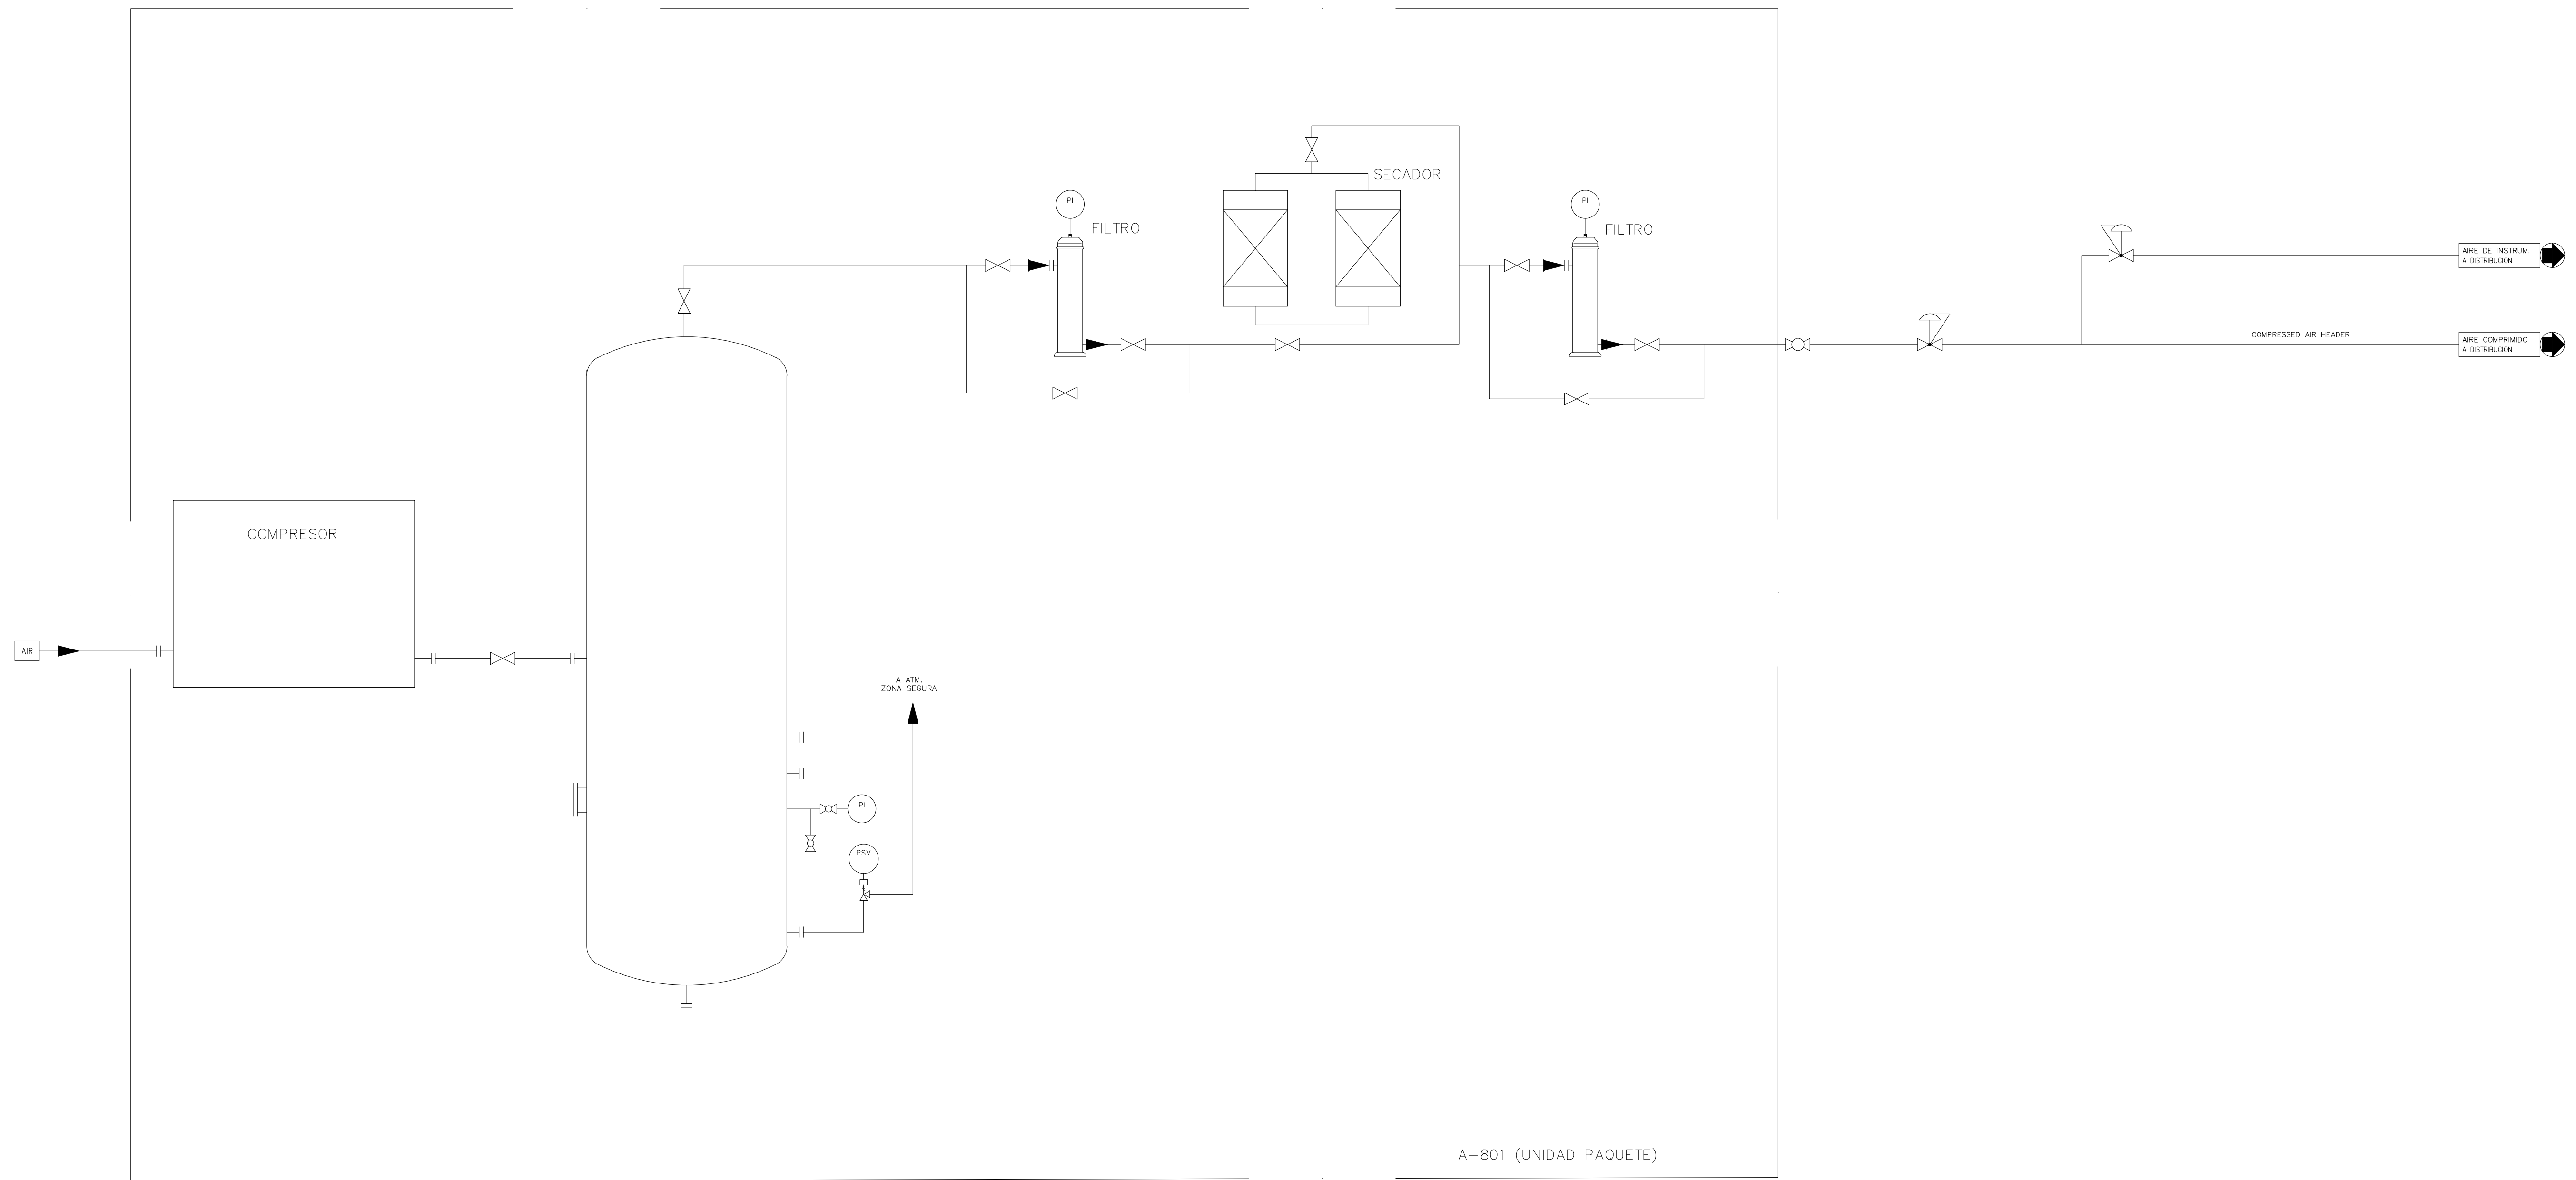 SECADOR
PI
FILTRO
PI
FILTRO
AIRE DE INSTRUM.
A DISTRIBUCION
COMPRESSED AIR HEADER
AIRE COMPRIMIDO
A DISTRIBUCION
COMPRESOR
AIR
A ATM.
ZONA SEGURA
PI
PSV
A-801 (UNIDAD PAQUETE)